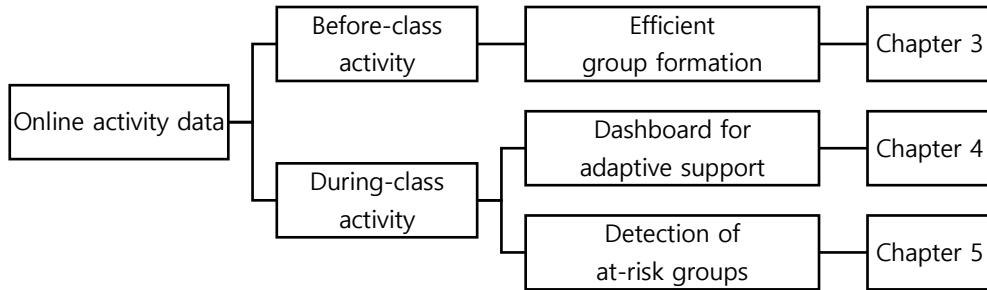 Before-class
activity
Efficient
group formation
Chapter 3
Online activity data
During-class
activity
Dashboard for
adaptive support
Chapter 4
Detection of
at-risk groups
Chapter 5